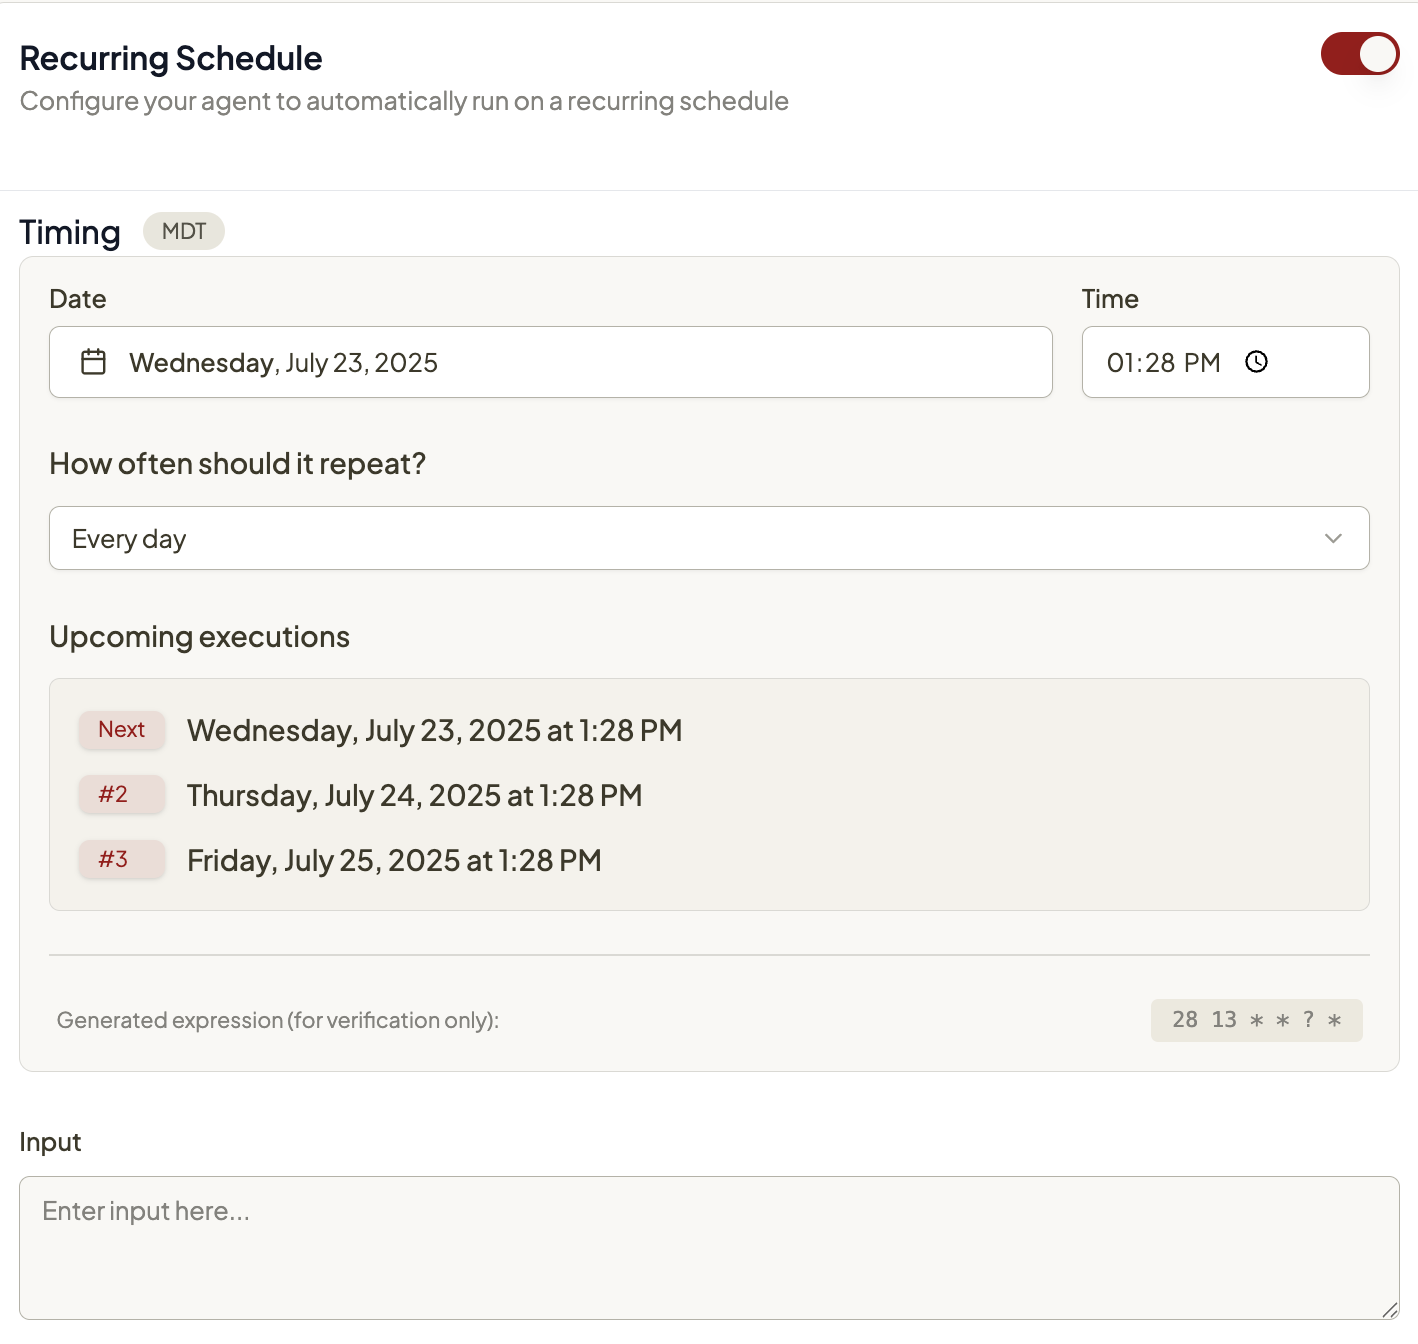 Recurring Schedule
Configure your agent to automatically run on a recurring schedule
Timing MDT
Date Time
Wednesday, July 23, 2025 01:28 PM
How often should it repeat?
Every day
Upcoming executions
Next Wednesday, July 23, 2025 at 1:28 PM
#2 Thursday, July 24, 2025 at 1:28 PM
#3 Friday, July 25, 2025 at 1:28 PM
Generated expression (for verification only): 28 13 * * ? *
Input
Enter input here...